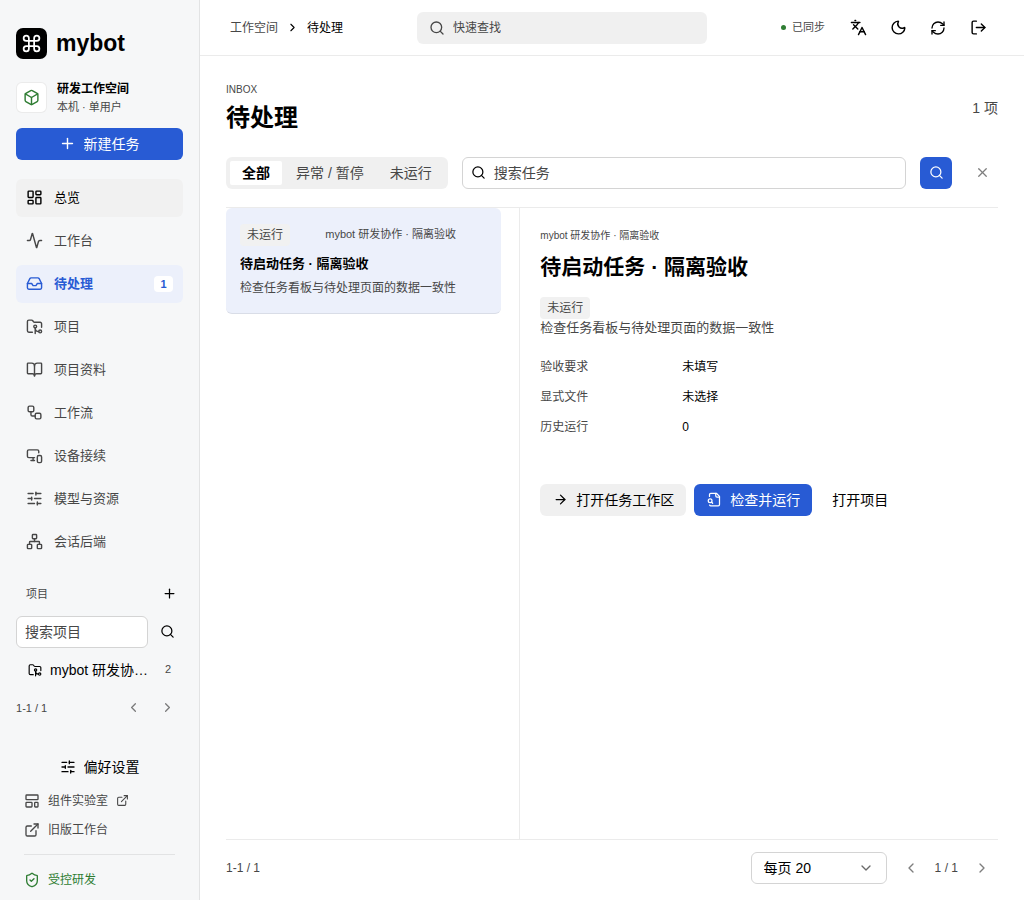 mybot
研发工作空间
本机 · 单用户
新建任务
总览
工作台
待处理 1
项目
项目资料
工作流
设备接续
模型与资源
会话后端
项目
搜索项目
mybot 研发协… 2
1-1 / 1
偏好设置
组件实验室
旧版工作台
受控研发
工作空间 待处理
快速查找
已同步
INBOX
待处理
1 项
全部 异常 / 暂停 未运行
搜索任务
未运行 mybot 研发协作 · 隔离验收
待启动任务 · 隔离验收
检查任务看板与待处理页面的数据一致性
mybot 研发协作 · 隔离验收
待启动任务 · 隔离验收
未运行
检查任务看板与待处理页面的数据一致性
验收要求 未填写
显式文件 未选择
历史运行 0
打开任务工作区 检查并运行 打开项目
1-1 / 1
每页 20
1 / 1